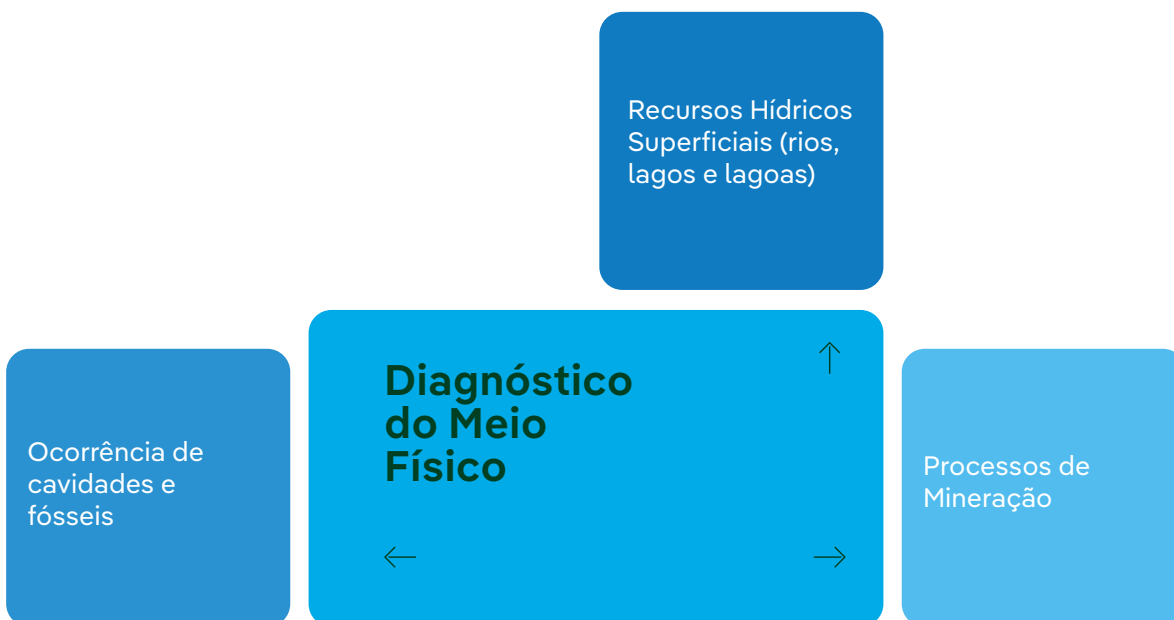 Recursos Hídricos
Superficiais (rios,
lagos e lagoas)
Diagnóstico
do Meio
Físico
Ocorrência de
cavidades e
fósseis
Processos de
Mineração